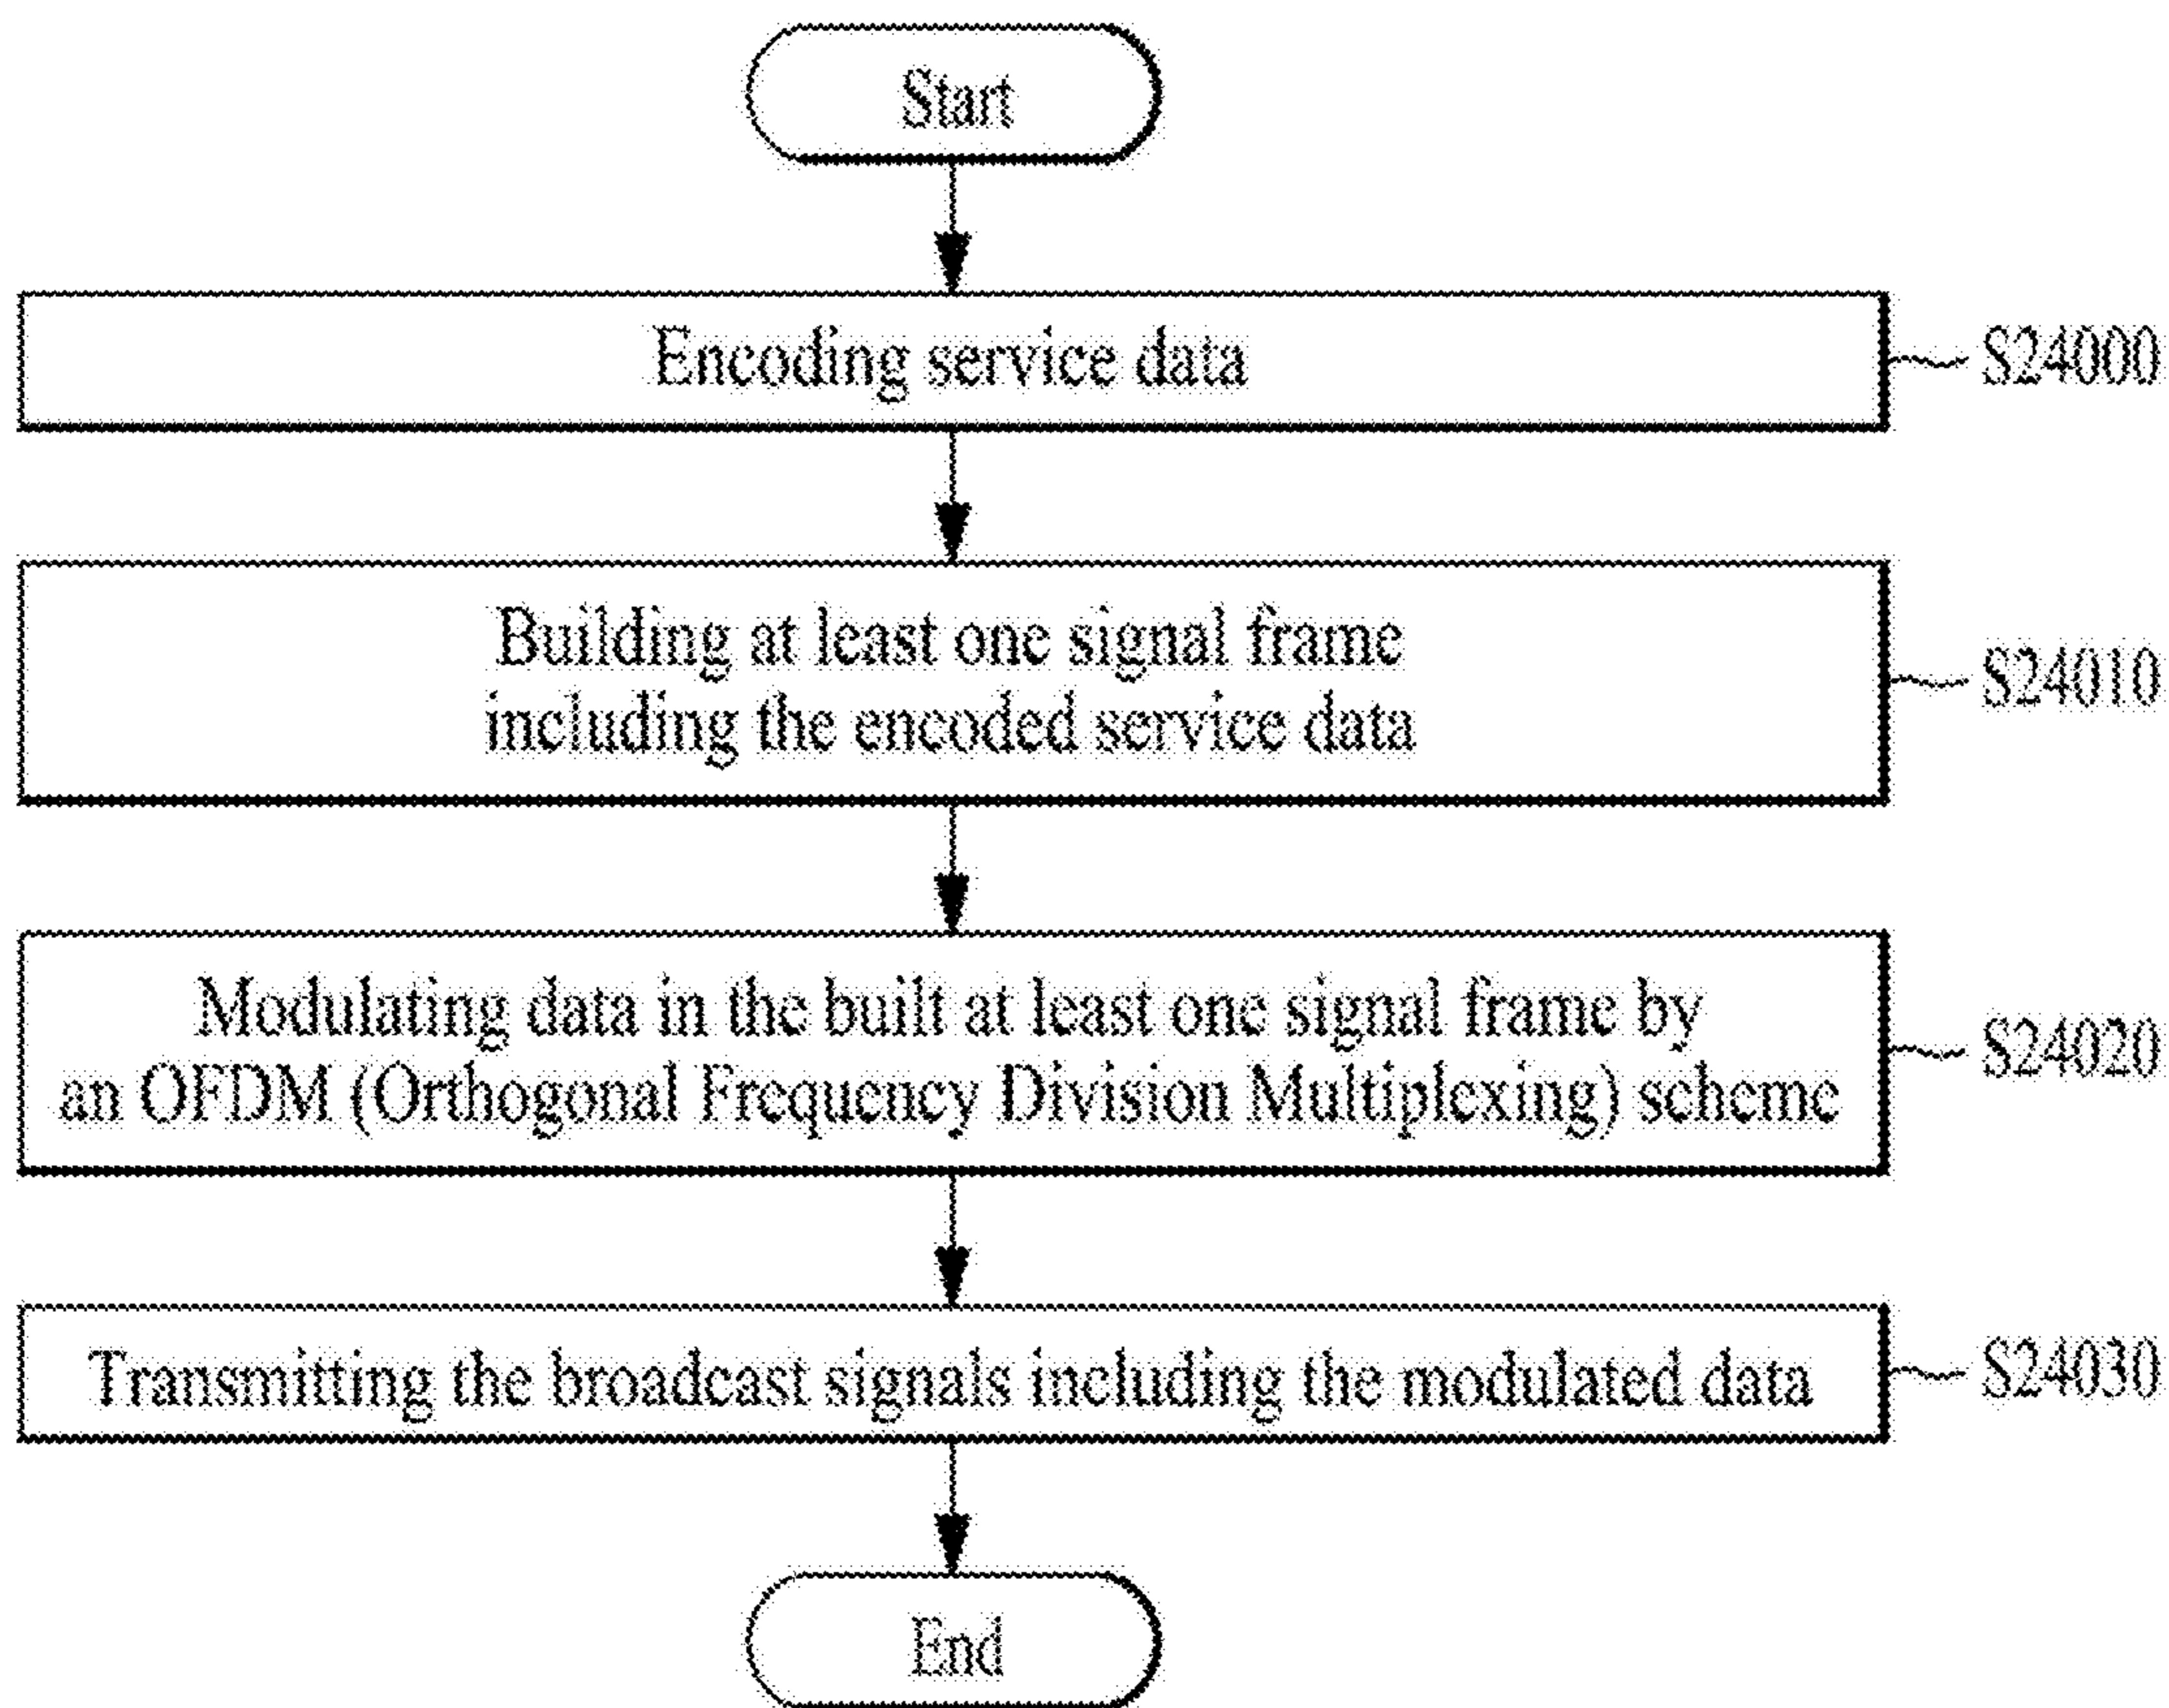 Start
Encoding service data
S24000
Building at least one signal frame
including the encoded service data
S24010
Modulating data in the built at least one signal frame by
an OFDM (Orthogonal Frequency Division Multiplexing) scheme
S24020
Transmitting the broadcast signals including the modulated data
S24030
End